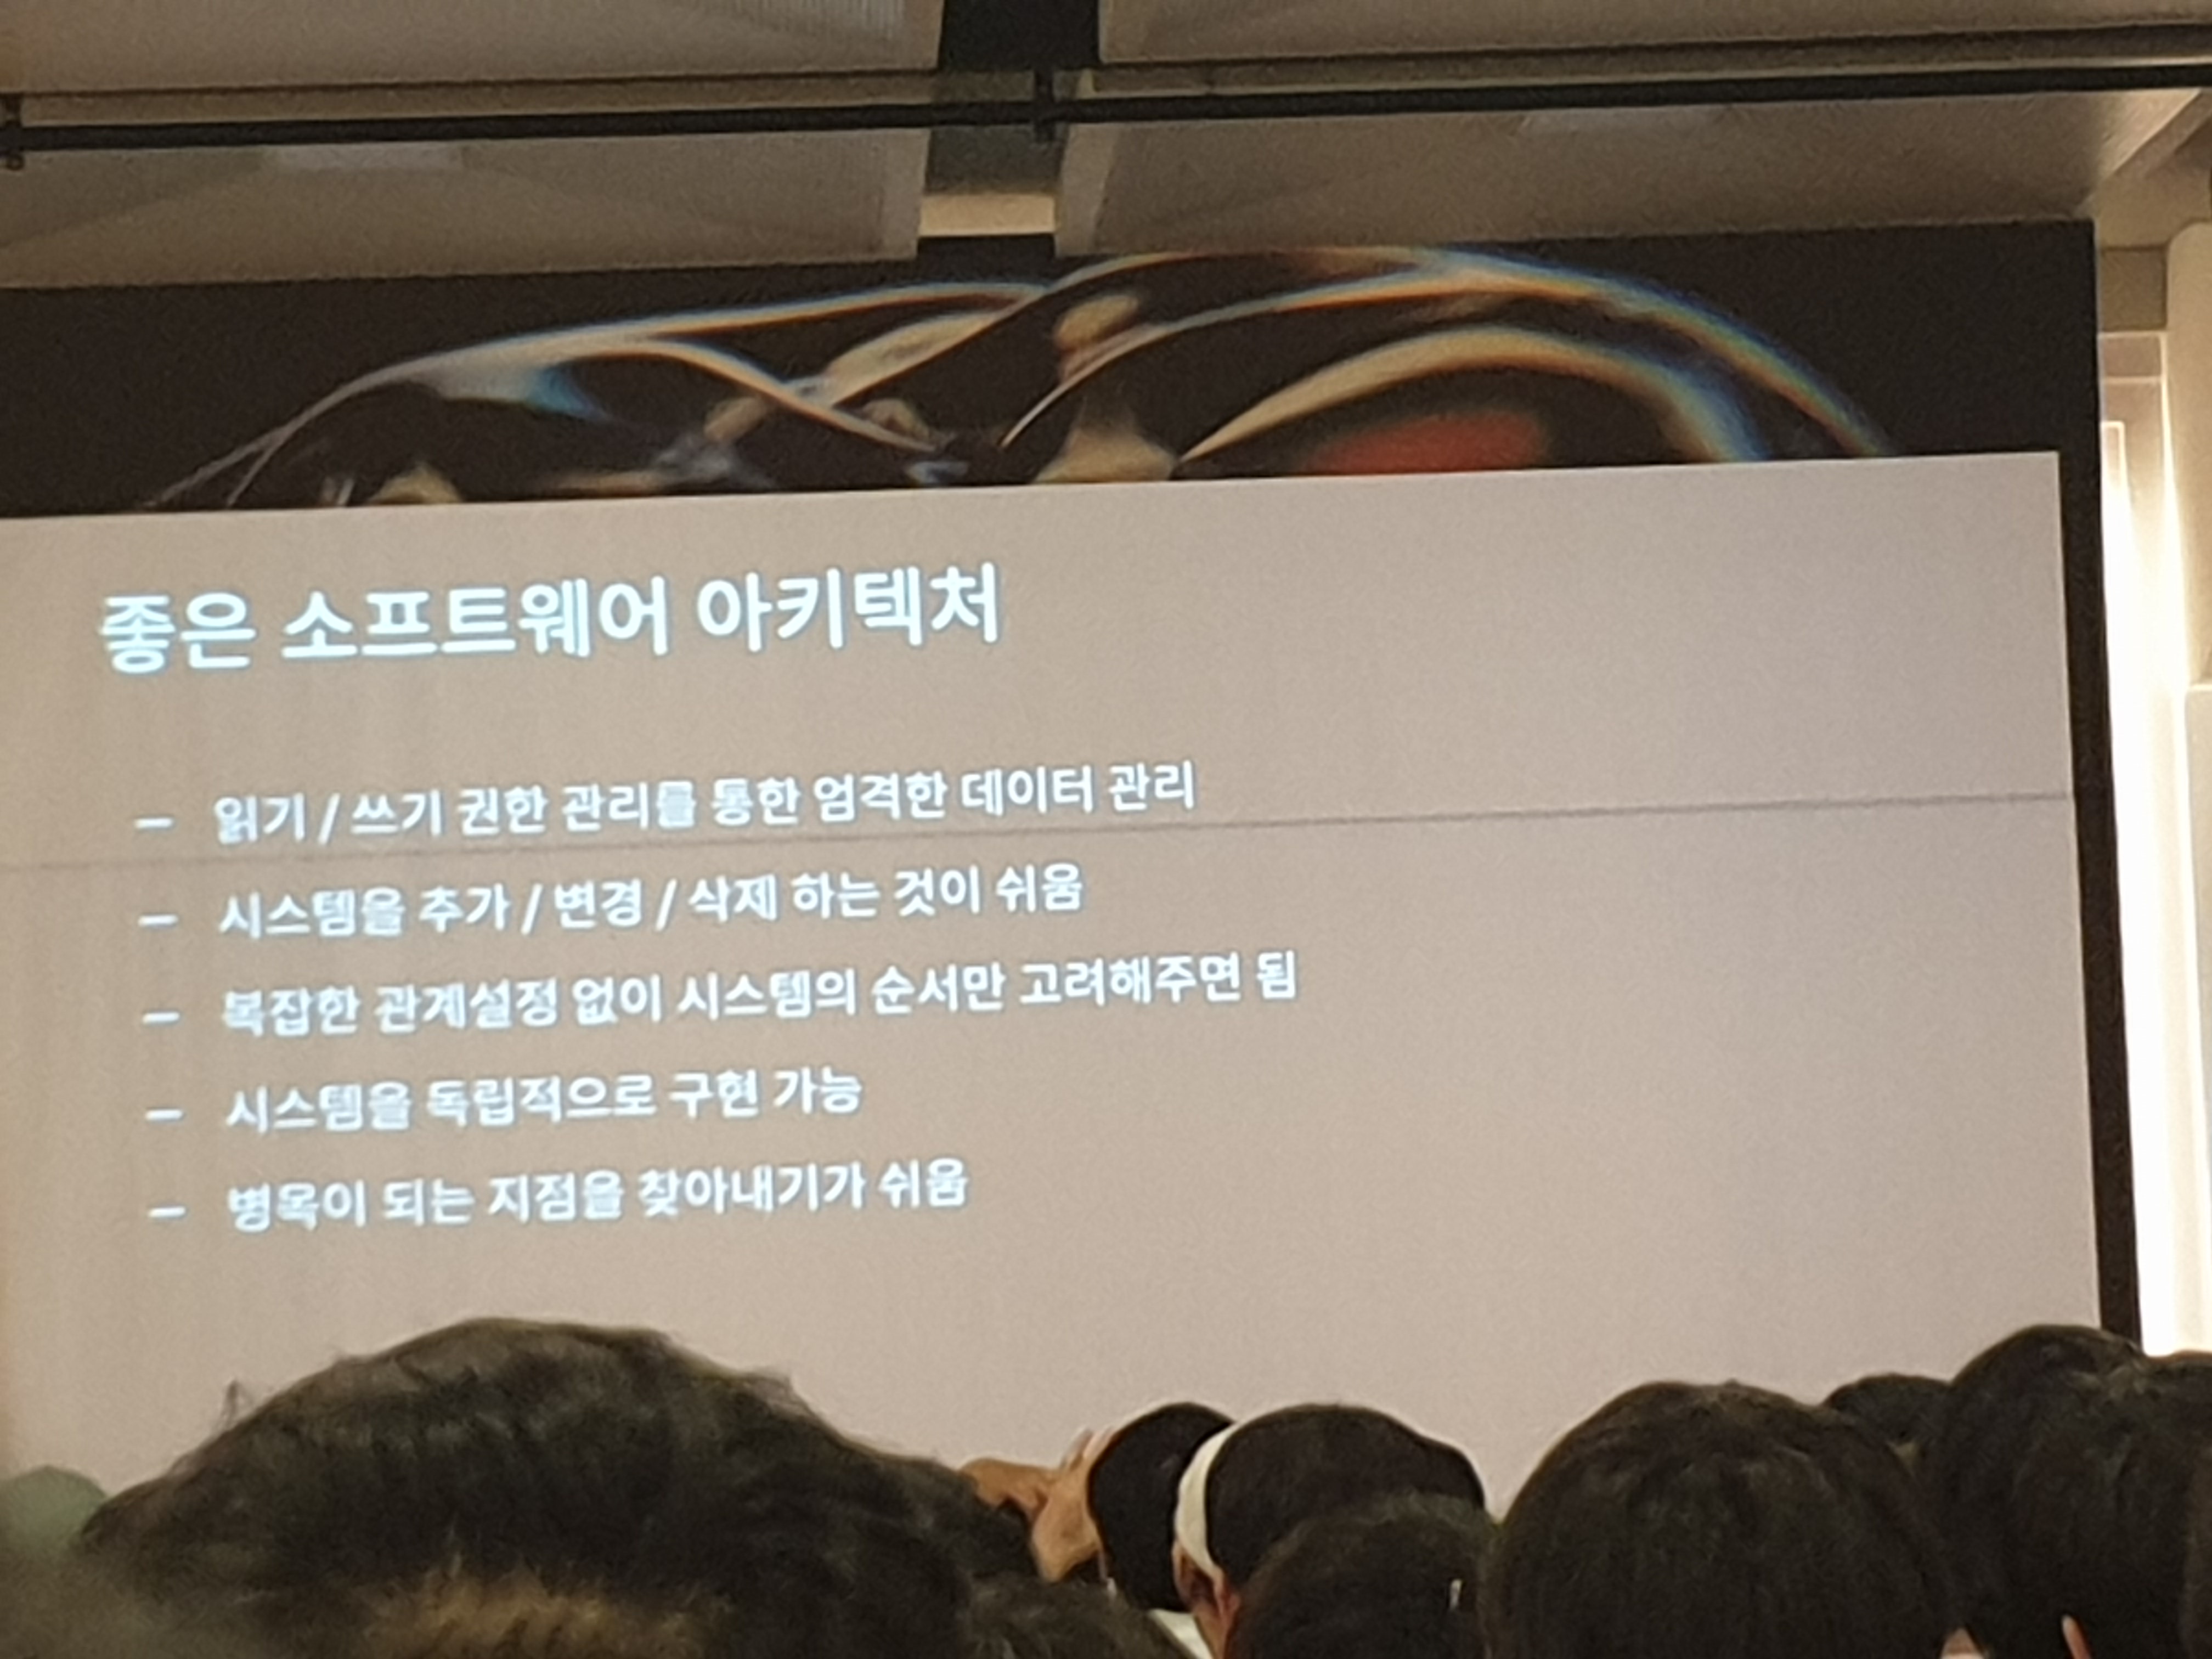 좋은 소프트웨어 아키텍처
– 읽기 / 쓰기 권한 관리를 통한 엄격한 데이터 관리
– 시스템을 추가 / 변경 / 삭제 하는 것이 쉬움
– 복잡한 관계설정 없이 시스템의 순서만 고려해주면 됨
– 시스템을 독립적으로 구현 가능
– 병목이 되는 지점을 찾아내기가 쉬움